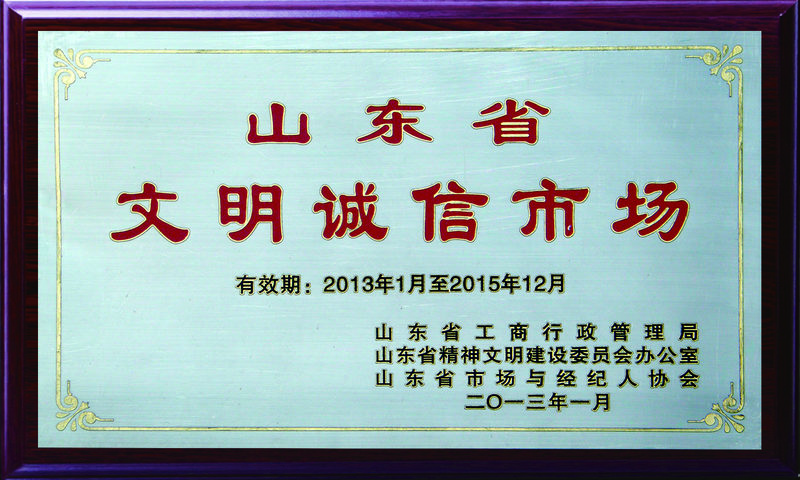 山东省
文明诚信市场
有效期：2013年1月至2015年12月
山东省工商行政管理局
山东省精神文明建设委员会办公室
山东省市场与经纪人协会
二〇一三年一月